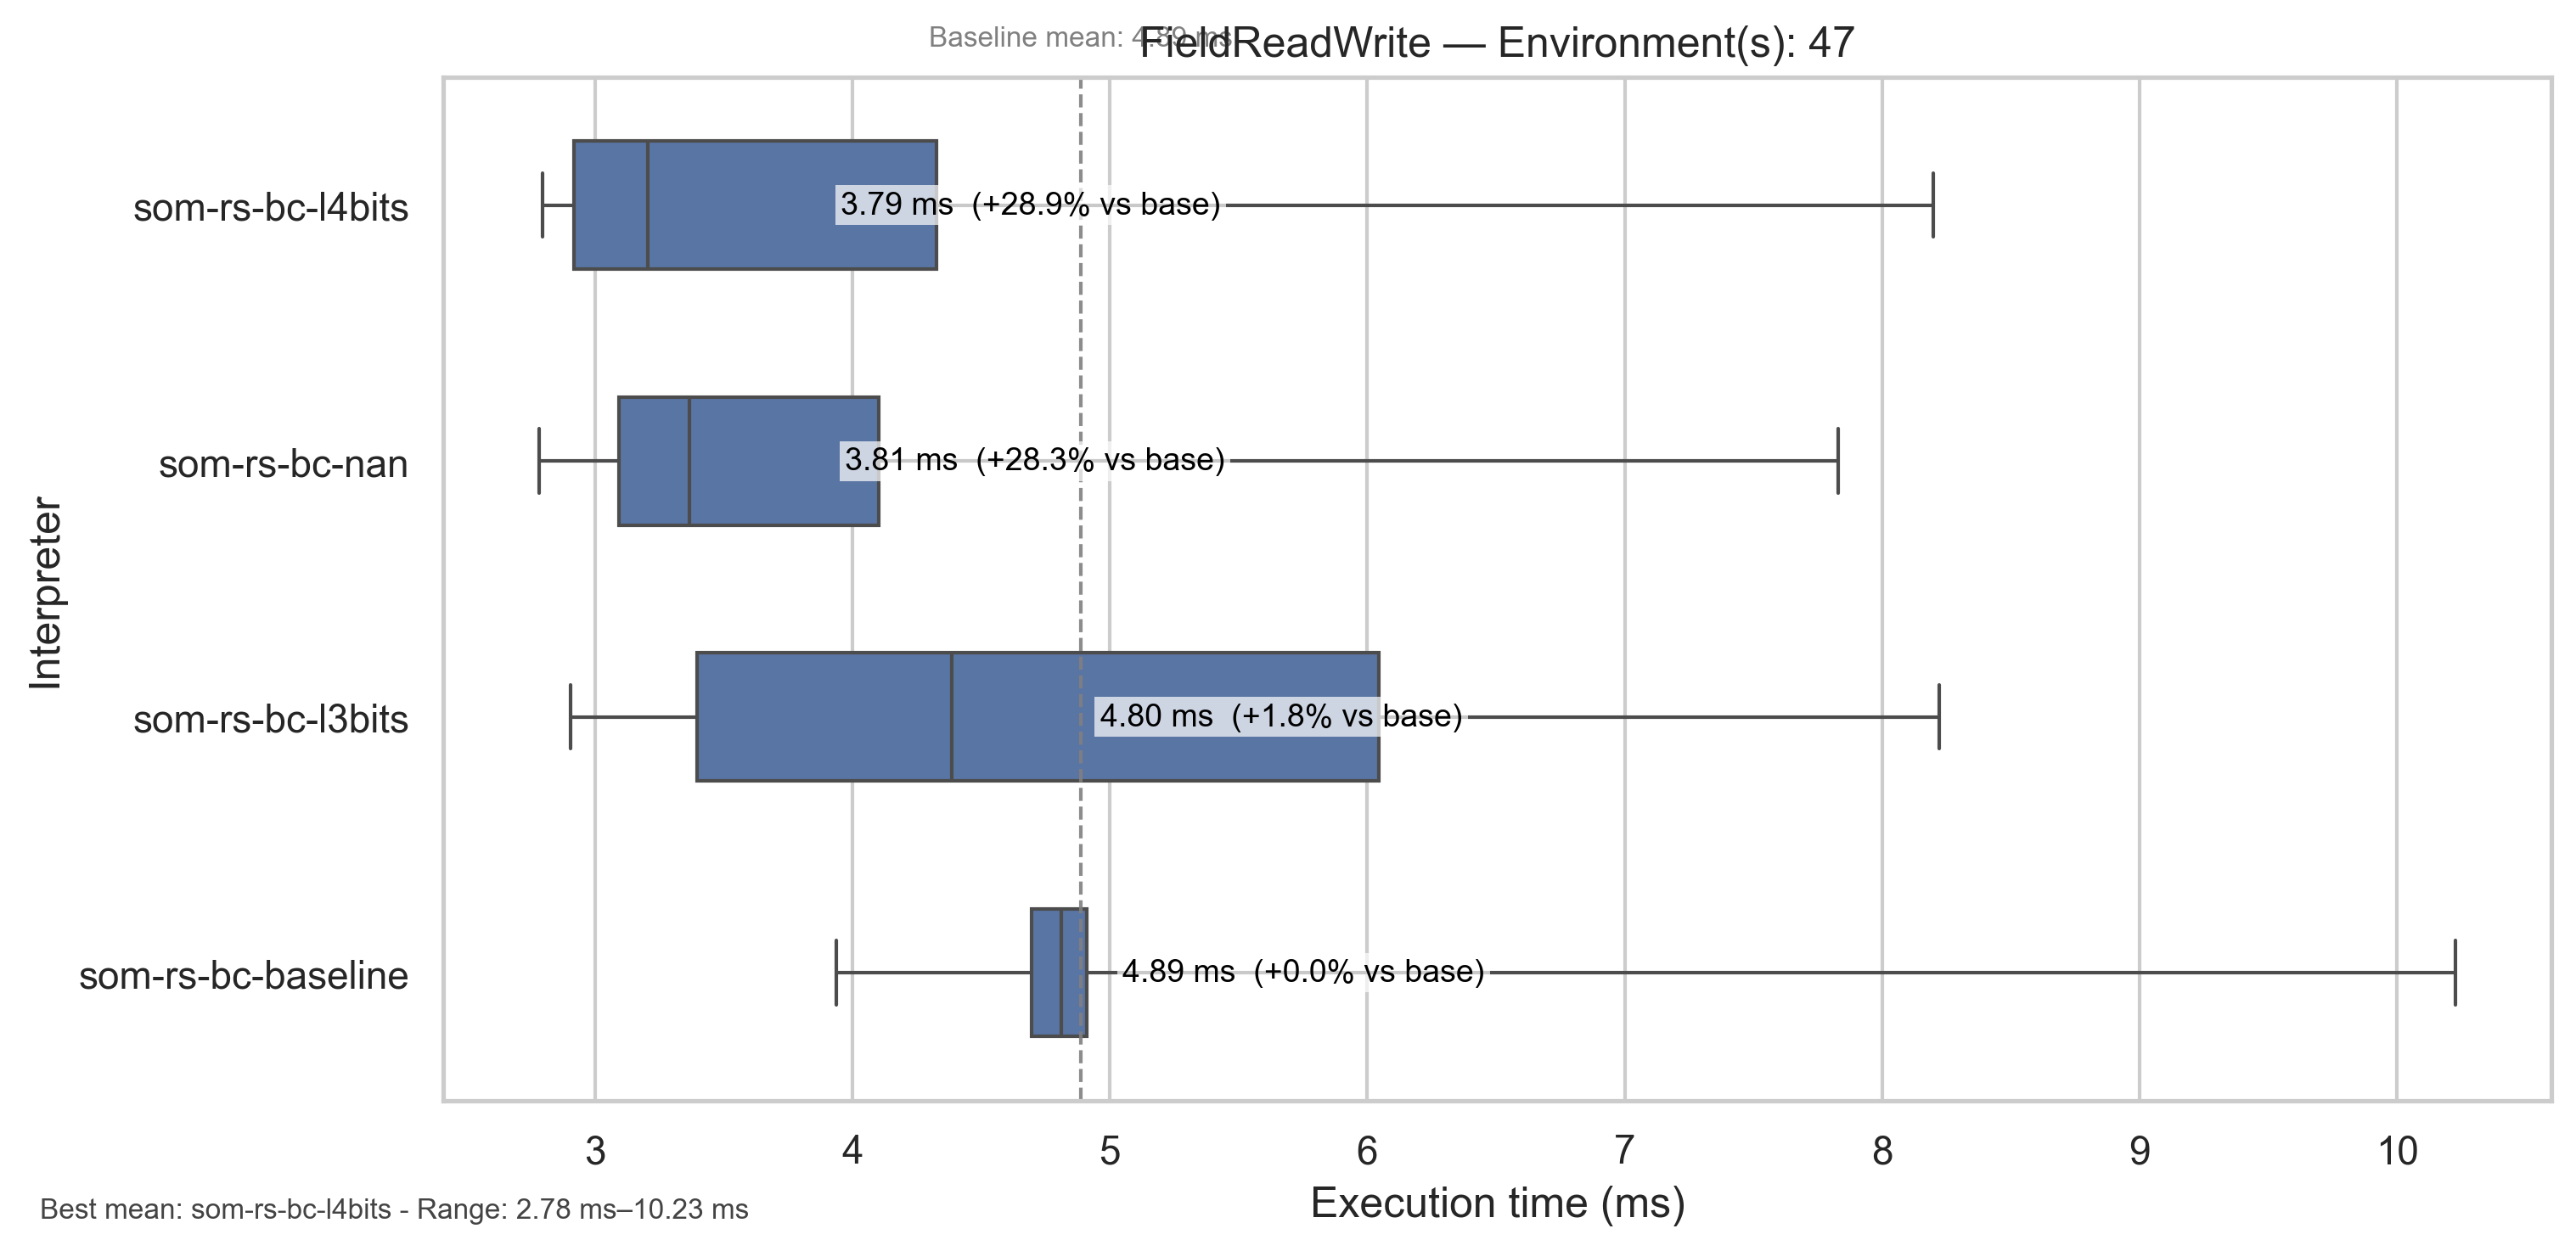 Baseline mean: 4.89 ms
FieldReadWrite — Environment(s): 47
som-rs-bc-l4bits
3.79 ms (+28.9% vs base)
som-rs-bc-nan
3.81 ms (+28.3% vs base)
Interpreter
som-rs-bc-l3bits
4.80 ms (+1.8% vs base)
som-rs-bc-baseline
4.89 ms (+0.0% vs base)
3 4 5 6 7 8 9 10
Execution time (ms)
Best mean: som-rs-bc-l4bits - Range: 2.78 ms–10.23 ms